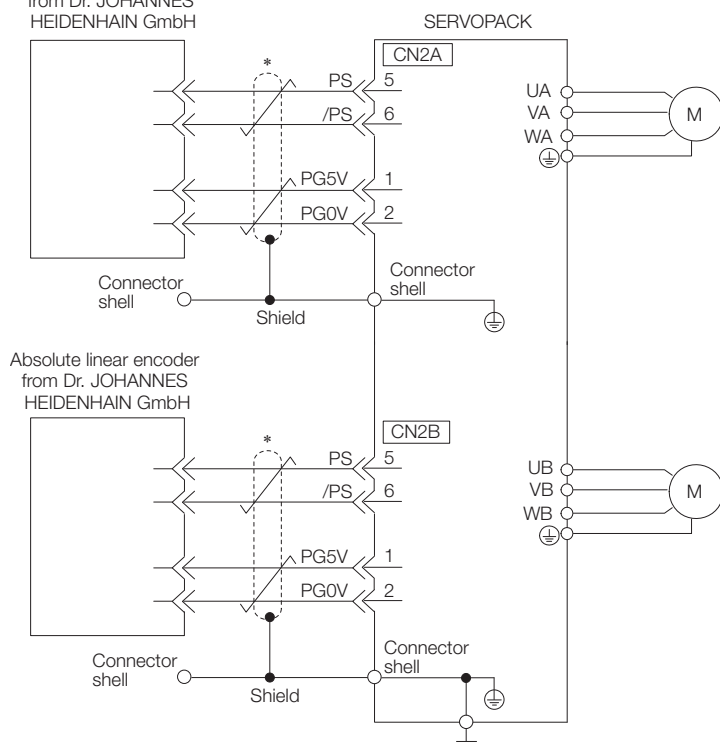 from Dr. JOHANNES
HEIDENHAIN GmbH
SERVOPACK
*
CN2A
PS
5
/PS
6
PG5V
1
PG0V
2
UA
VA
WA
M
Connector
shell
Shield
Connector
shell
Absolute linear encoder
from Dr. JOHANNES
HEIDENHAIN GmbH
*
CN2B
PS
5
/PS
6
PG5V
1
PG0V
2
UB
VB
WB
M
Connector
shell
Shield
Connector
shell